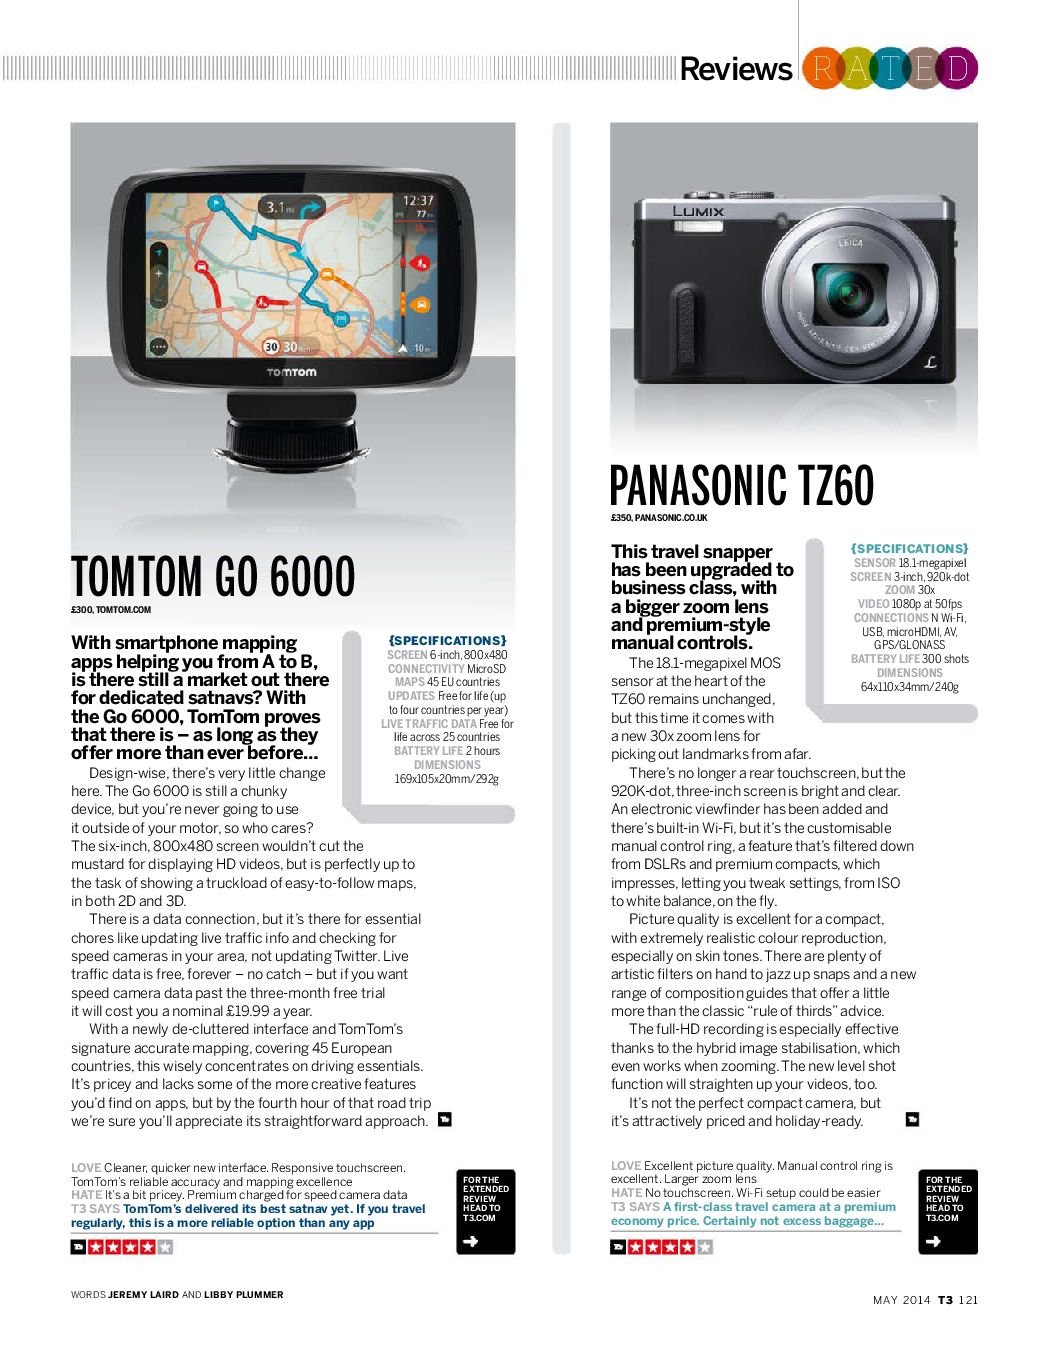 Reviews RATED
3.1 mi
12:37
77
30
30
10
TOMTOM
TOMTOM GO 6000
£300, TOMTOM.COM
With smartphone mapping
apps helping you from A to B,
is there still a market out there
for dedicated satnavs? With
the Go 6000, TomTom proves
that there is – as long as they
offer more than ever before...
{SPECIFICATIONS}
SCREEN 6-inch, 800x480
CONNECTIVITY MicroSD
MAPS 45 EU countries
UPDATES Free for life (up
to four countries per year)
LIVE TRAFFIC DATA Free for
life across 25 countries
BATTERY LIFE 2 hours
DIMENSIONS
169x105x20mm/292g
Design-wise, there's very little change
here. The Go 6000 is still a chunky
device, but you're never going to use
it outside of your motor, so who cares?
The six-inch, 800x480 screen wouldn't cut the
mustard for displaying HD videos, but is perfectly up to
the task of showing a truckload of easy-to-follow maps,
in both 2D and 3D.
There is a data connection, but it's there for essential
chores like updating live traffic info and checking for
speed cameras in your area, not updating Twitter. Live
traffic data is free, forever – no catch – but if you want
speed camera data past the three-month free trial
it will cost you a nominal £19.99 a year.
With a newly de-cluttered interface and TomTom's
signature accurate mapping, covering 45 European
countries, this wisely concentrates on driving essentials.
It's pricey and lacks some of the more creative features
you'd find on apps, but by the fourth hour of that road trip
we're sure you'll appreciate its straightforward approach. T3
LOVE Cleaner, quicker new interface. Responsive touchscreen.
TomTom's reliable accuracy and mapping excellence
HATE It's a bit pricey. Premium charged for speed camera data
T3 SAYS TomTom's delivered its best satnav yet. If you travel
regularly, this is a more reliable option than any app
T3
FOR THE
EXTENDED
REVIEW
HEAD TO
T3.COM
LUMIX
LEICA
L
PANASONIC TZ60
£350, PANASONIC.CO.UK
This travel snapper
has been upgraded to
business class, with
a bigger zoom lens
and premium-style
manual controls.
{SPECIFICATIONS}
SENSOR 18.1-megapixel
SCREEN 3-inch, 920k-dot
ZOOM 30x
VIDEO 1080p at 50fps
CONNECTIONS N Wi-Fi,
USB, microHDMI, AV,
GPS/GLONASS
BATTERY LIFE 300 shots
DIMENSIONS
64x110x34mm/240g
The 18.1-megapixel MOS
sensor at the heart of the
TZ60 remains unchanged,
but this time it comes with
a new 30x zoom lens for
picking out landmarks from afar.
There's no longer a rear touchscreen, but the
920K-dot, three-inch screen is bright and clear.
An electronic viewfinder has been added and
there's built-in Wi-Fi, but it's the customisable
manual control ring, a feature that's filtered down
from DSLRs and premium compacts, which
impresses, letting you tweak settings, from ISO
to white balance, on the fly.
Picture quality is excellent for a compact,
with extremely realistic colour reproduction,
especially on skin tones. There are plenty of
artistic filters on hand to jazz up snaps and a new
range of composition guides that offer a little
more than the classic “rule of thirds” advice.
The full-HD recording is especially effective
thanks to the hybrid image stabilisation, which
even works when zooming. The new level shot
function will straighten up your videos, too.
It's not the perfect compact camera, but
it's attractively priced and holiday-ready. T3
LOVE Excellent picture quality. Manual control ring is
excellent. Larger zoom lens
HATE No touchscreen. Wi-Fi setup could be easier
T3 SAYS A first-class travel camera at a premium
economy price. Certainly not excess baggage...
T3
FOR THE
EXTENDED
REVIEW
HEAD TO
T3.COM
WORDS JEREMY LAIRD AND LIBBY PLUMMER
MAY 2014 T3 121